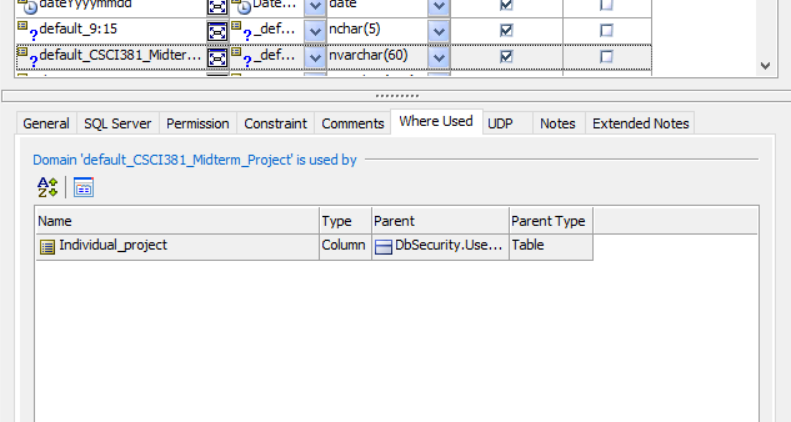 dateYyyymmdd Date... date
default_9:15 _def... nchar(5)
default_CSCI381_Midter... _def... nvarchar(60)
General SQL Server Permission Constraint Comments Where Used UDP Notes Extended Notes
Domain 'default_CSCI381_Midterm_Project' is used by
Name Type Parent Parent Type
Individual_project Column DbSecurity.Use... Table